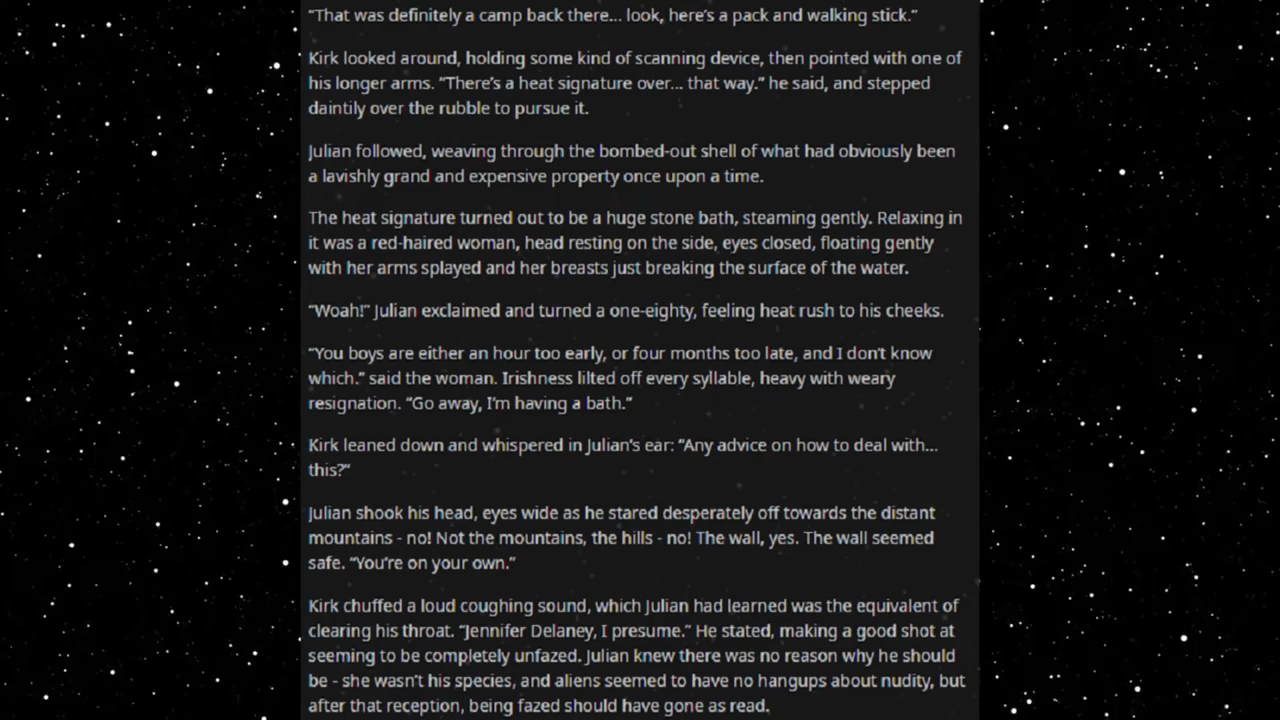 “That was definitely a camp back there... look, here’s a pack and walking stick.”
Kirk looked around, holding some kind of scanning device, then pointed with one of
his longer arms. “There’s a heat signature over... that way.” he said, and stepped
daintily over the rubble to pursue it.
Julian followed, weaving through the bombed-out shell of what had obviously been
a lavishly grand and expensive property once upon a time.
The heat signature turned out to be a huge stone bath, steaming gently. Relaxing in
it was a red-haired woman, head resting on the side, eyes closed, floating gently
with her arms splayed and her breasts just breaking the surface of the water.
“Woah!” Julian exclaimed and turned a one-eighty, feeling heat rush to his cheeks.
“You boys are either an hour too early, or four months too late, and I don’t know
which.” said the woman. Irishness lilted off every syllable, heavy with weary
resignation. “Go away, I’m having a bath.”
Kirk leaned down and whispered in Julian’s ear: “Any advice on how to deal with...
this?”
Julian shook his head, eyes wide as he stared desperately off towards the distant
mountains - no! Not the mountains, the hills - no! The wall, yes. The wall seemed
safe. “You’re on your own.”
Kirk chuffed a loud coughing sound, which Julian had learned was the equivalent of
clearing his throat. “Jennifer Delaney, I presume.” He stated, making a good shot at
seeming to be completely unfazed. Julian knew there was no reason why he should
be - she wasn’t his species, and aliens seemed to have no hangups about nudity, but
after that reception, being fazed should have gone as read.